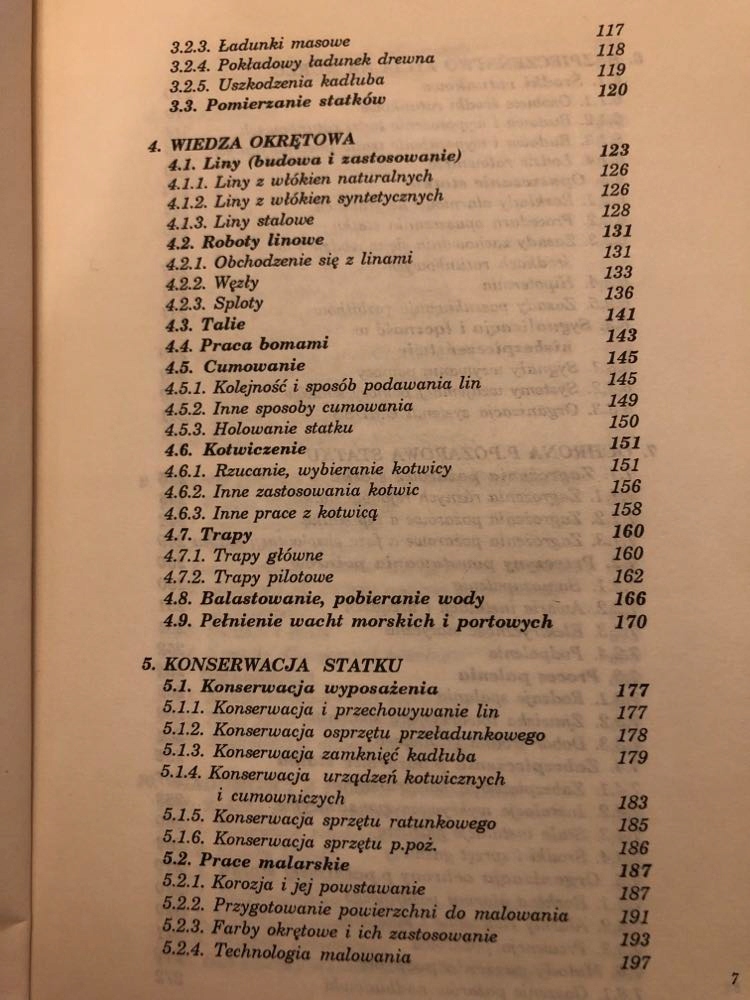 3.2.3. Ładunki masowe 117
3.2.4. Pokładowy ładunek drewna 118
3.2.5. Uszkodzenia kadłuba 119
3.3. Pomierzanie statków 120
4. WIEDZA OKRĘTOWA
4.1. Liny (budowa i zastosowanie) 123
4.1.1. Liny z włókien naturalnych 126
4.1.2. Liny z włókien syntetycznych 126
4.1.3. Liny stalowe 128
4.2. Roboty linowe 131
4.2.1. Obchodzenie się z linami 131
4.2.2. Węzły 133
4.2.3. Sploty 136
4.3. Talie 141
4.4. Praca bomami 143
4.5. Cumowanie 145
4.5.1. Kolejność i sposób podawania lin 145
4.5.2. Inne sposoby cumowania 149
4.5.3. Holowanie statku 150
4.6. Kotwiczenie 151
4.6.1. Rzucanie, wybieranie kotwicy 151
4.6.2. Inne zastosowania kotwic 156
4.6.3. Inne prace z kotwicą 158
4.7. Trapy 160
4.7.1. Trapy główne 160
4.7.2. Trapy pilotowe 162
4.8. Balastowanie, pobieranie wody 166
4.9. Pełnienie wacht morskich i portowych 170
5. KONSERWACJA STATKU
5.1. Konserwacja wyposażenia 177
5.1.1. Konserwacja i przechowywanie lin 177
5.1.2. Konserwacja osprzętu przeładunkowego 178
5.1.3. Konserwacja zamknięć kadłuba 179
5.1.4. Konserwacja urządzeń kotwicznych
i cumowniczych 183
5.1.5. Konserwacja sprzętu ratunkowego 185
5.1.6. Konserwacja sprzętu p.poż. 186
5.2. Prace malarskie 187
5.2.1. Korozja i jej powstawanie 187
5.2.2. Przygotowanie powierzchni do malowania 191
5.2.3. Farby okrętowe i ich zastosowanie 193
5.2.4. Technologia malowania 197
7